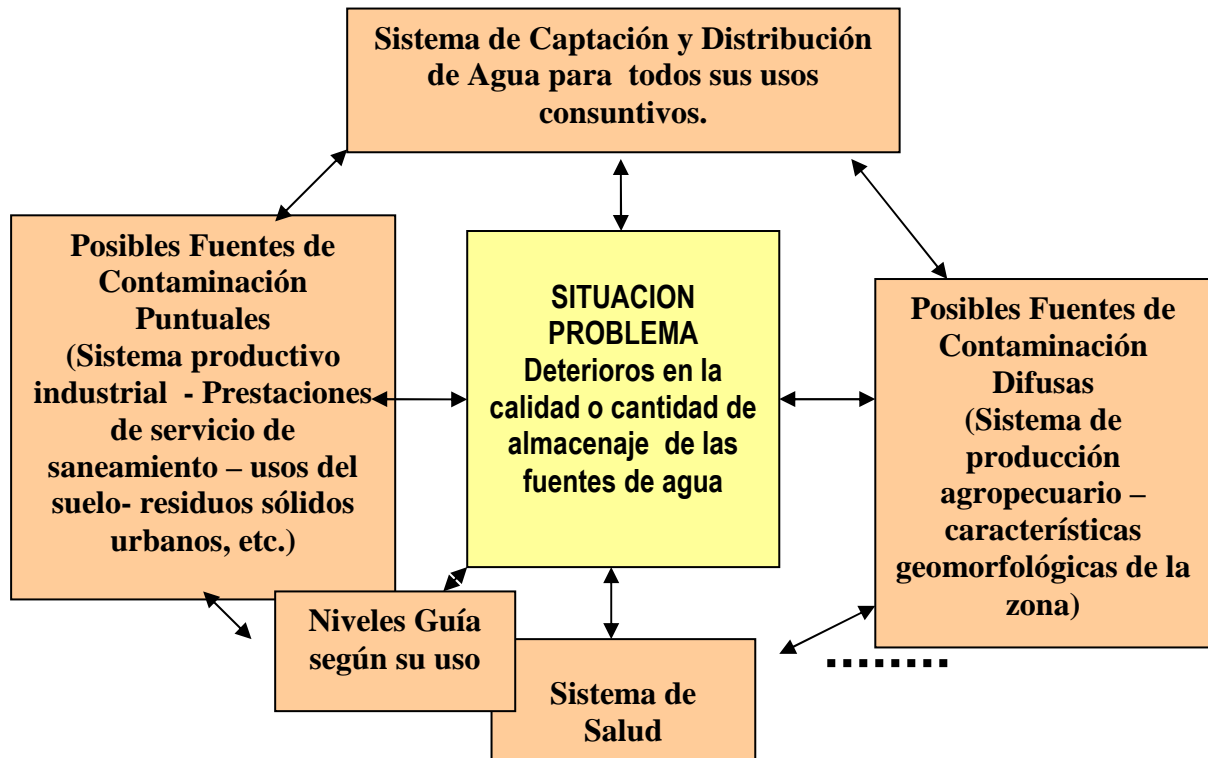 Sistema de Captación y Distribución
de Agua para  todos sus usos
consuntivos.
Posibles Fuentes de
Contaminación
Puntuales
(Sistema productivo
industrial  - Prestaciones
de servicio de
saneamiento – usos del
suelo- residuos sólidos
urbanos, etc.)
SITUACION
PROBLEMA
Deterioros en la
calidad o cantidad de
almacenaje  de las
fuentes de agua
Posibles Fuentes de
Contaminación
Difusas
(Sistema de
producción
agropecuario –
características
geomorfológicas de la
zona)
Niveles Guía
según su uso
Sistema de
Salud
........